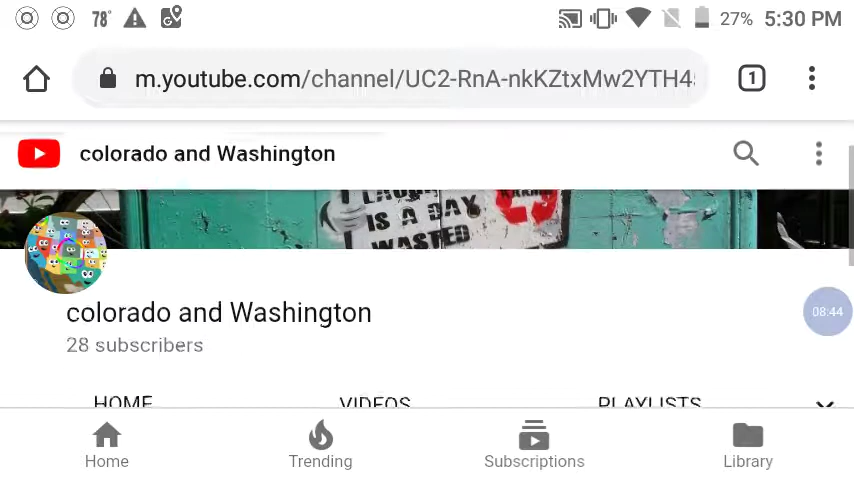 78° 27% 5:30 PM
m.youtube.com/channel/UC2-RnA-nkKZtxMw2YTH4
1
colorado and Washington
IS A DAY
WASTED
colorado and Washington
28 subscribers
08:44
HOME VIDEOS PLAYLISTS
Home Trending Subscriptions Library